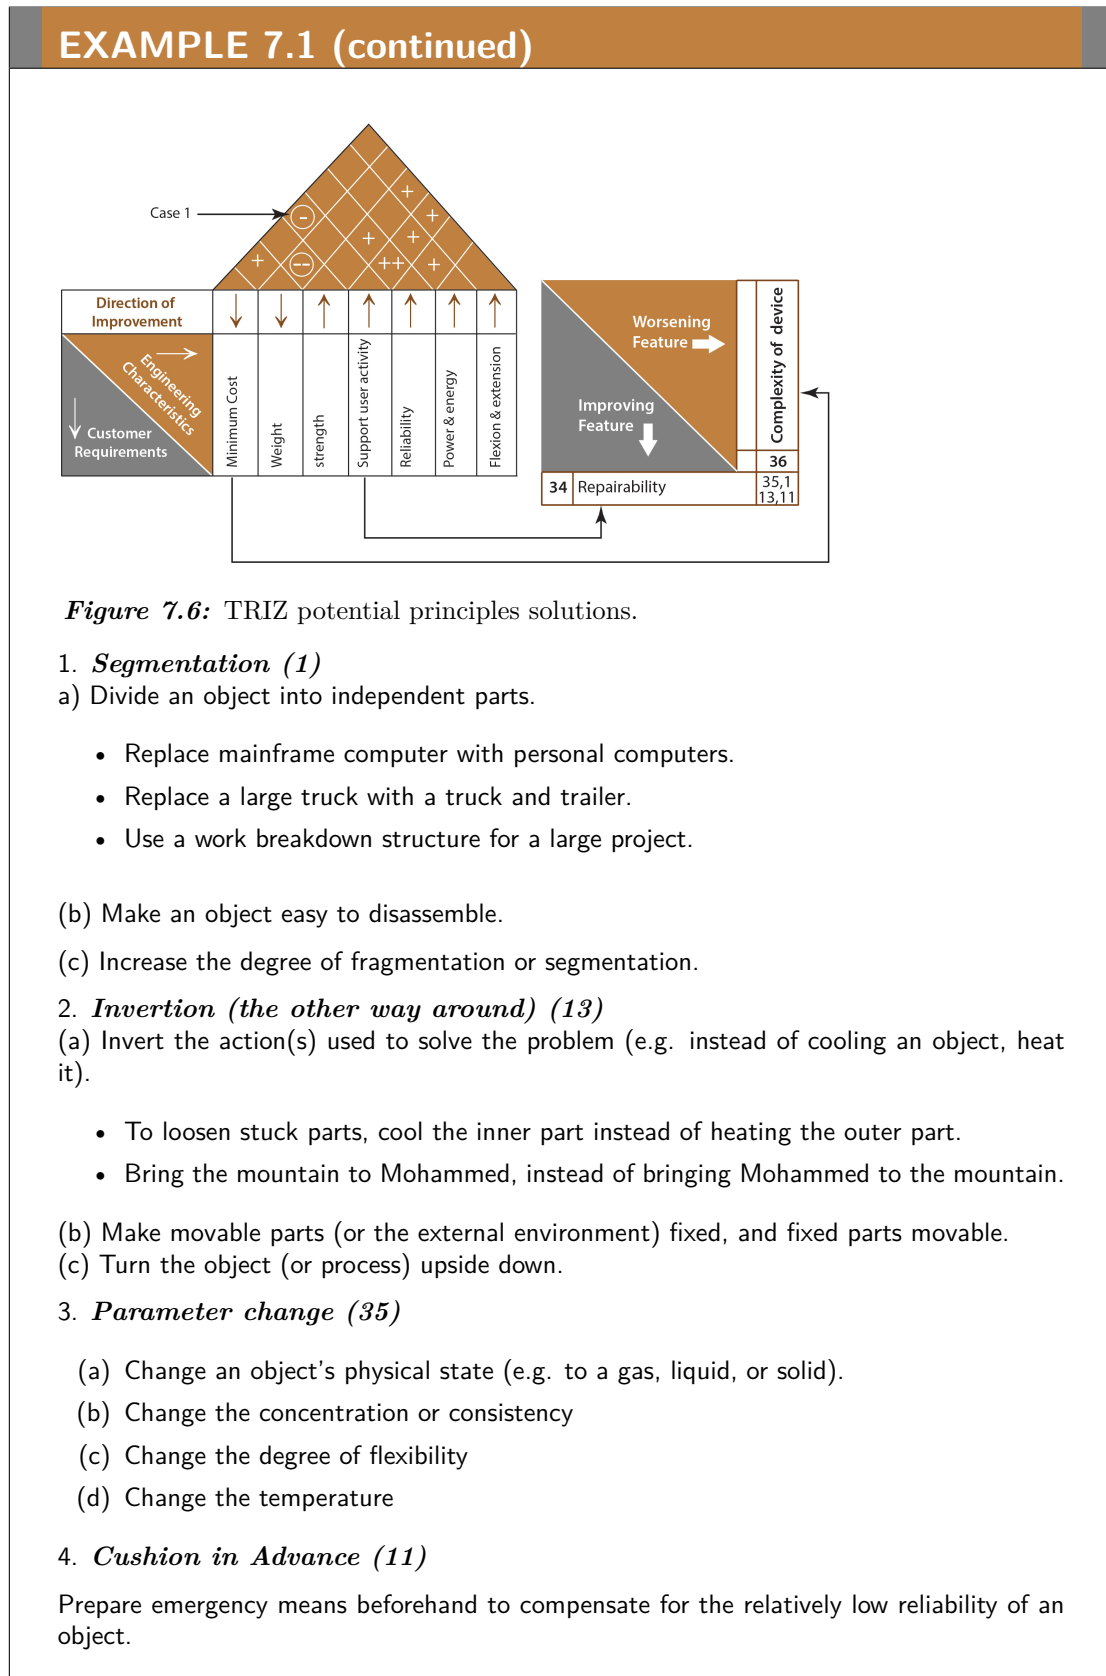 EXAMPLE 7.1 (continued)
Case 1
+
-
+
+
+
+
+
--
++
+
Direction of
Improvement
Engineering
Characteristics
Customer
Requirements
Minimum Cost
Weight
strength
Support user activity
Reliability
Power & energy
Flexion & extension
Worsening
Feature
Improving
Feature
Complexity of device
36
34 Repairability
35,1
13,11
Figure 7.6: TRIZ potential principles solutions.
1. Segmentation (1)
a) Divide an object into independent parts.
• Replace mainframe computer with personal computers.
• Replace a large truck with a truck and trailer.
• Use a work breakdown structure for a large project.
(b) Make an object easy to disassemble.
(c) Increase the degree of fragmentation or segmentation.
2. Invertion (the other way around) (13)
(a) Invert the action(s) used to solve the problem (e.g. instead of cooling an object, heat
it).
• To loosen stuck parts, cool the inner part instead of heating the outer part.
• Bring the mountain to Mohammed, instead of bringing Mohammed to the mountain.
(b) Make movable parts (or the external environment) fixed, and fixed parts movable.
(c) Turn the object (or process) upside down.
3. Parameter change (35)
(a) Change an object's physical state (e.g. to a gas, liquid, or solid).
(b) Change the concentration or consistency
(c) Change the degree of flexibility
(d) Change the temperature
4. Cushion in Advance (11)
Prepare emergency means beforehand to compensate for the relatively low reliability of an
object.